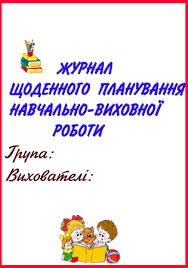 ЖУРНАЛ
ЩОДЕННОГО ПЛАНУВАННЯ
НАВЧАЛЬНО-ВИХОВНОЇ
РОБОТИ
Група:
Вихователі: